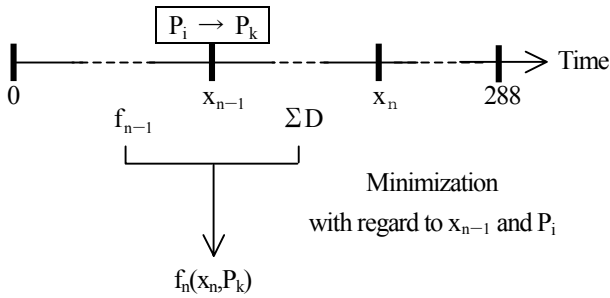 P_i → P_k
Time
0 x_{n−1} x_n 288
f_{n−1} ΣD
Minimization
with regard to x_{n−1} and P_i
f_n(x_n,P_k)